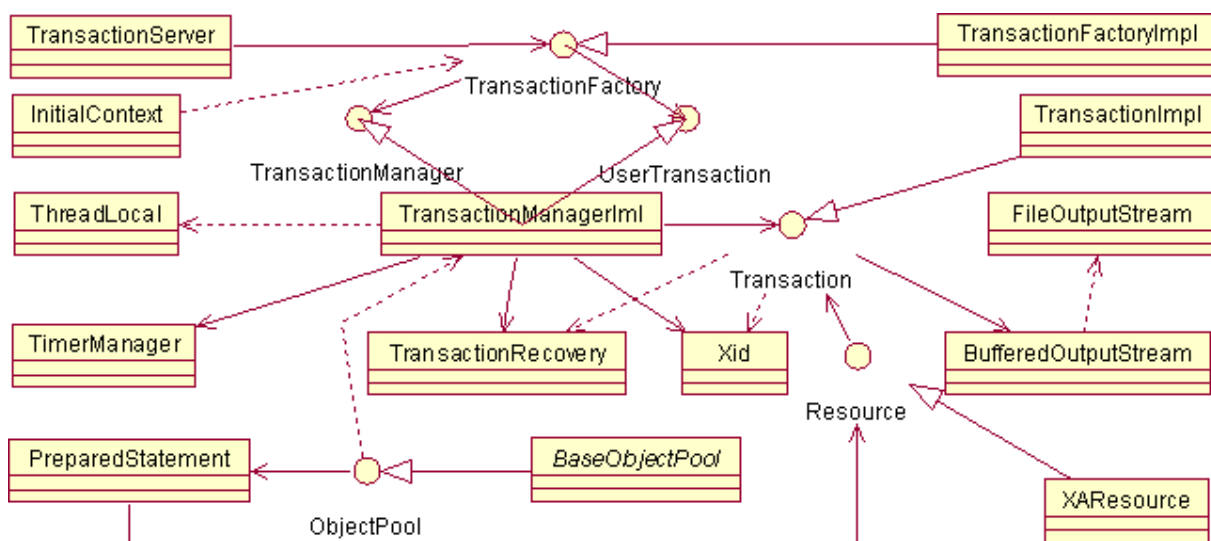 TransactionServer
TransactionFactoryImpl
TransactionFactory
InitialContext
TransactionImpl
TransactionManager
UserTransaction
ThreadLocal
TransactionManagerIml
FileOutputStream
Transaction
TimerManager
TransactionRecovery
Xid
BufferedOutputStream
Resource
PreparedStatement
BaseObjectPool
XAResource
ObjectPool